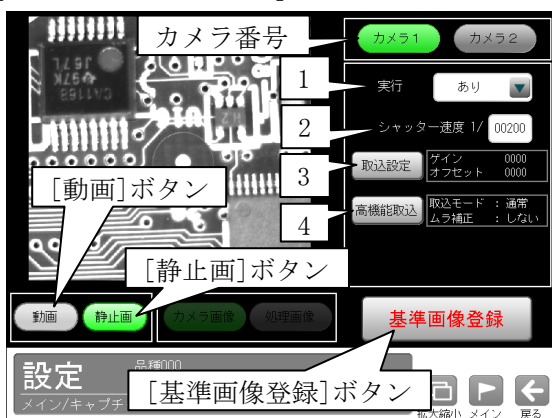 カメラ番号
カメラ1
カメラ2
1
実行
あり
2
シャッター速度 1/
00200
3
取込設定
ゲイン 0000
オフセット 0000
4
高機能取込
取込モード : 通常
ムラ補正 : しない
[動画]ボタン
[静止画]ボタン
動画
静止画
カメラ画像
処理画像
基準画像登録
設定
品種000
メイン/キャプチ
[基準画像登録]ボタン
拡大縮小
メイン
戻る